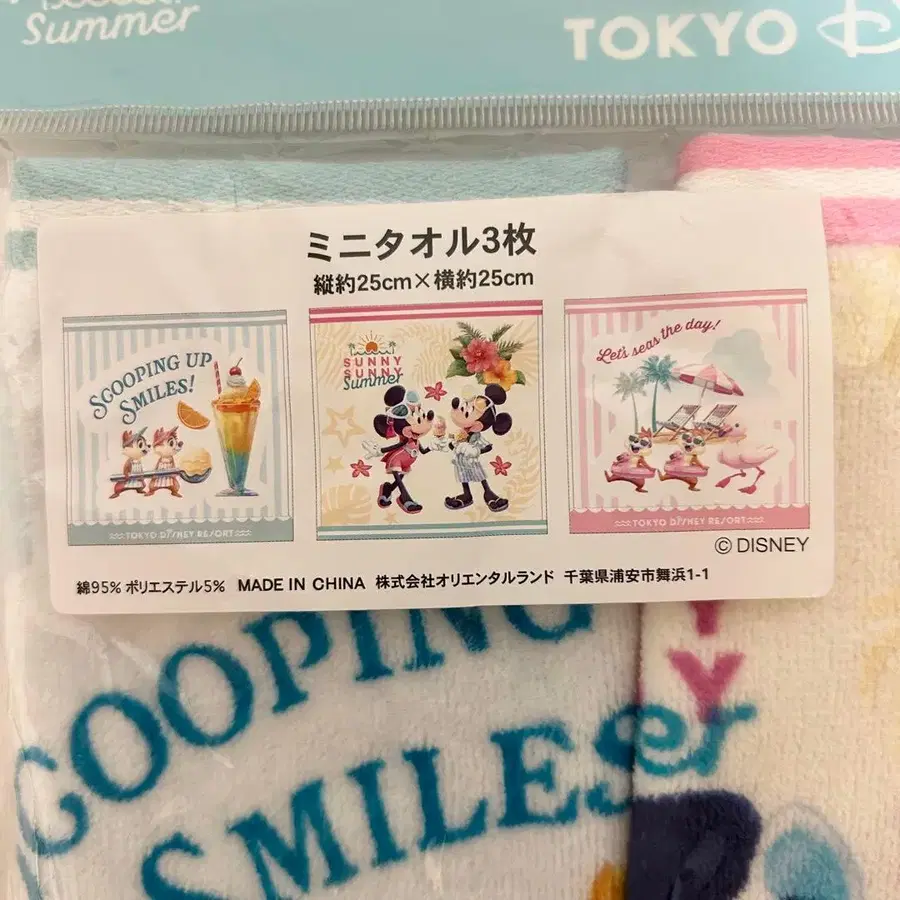 Summer
TOKYO
ミニタオル3枚
縦約25cm×横約25cm
SCOOPING UP
SMILES!
TOKYO DISNEY RESORT
SUNNY
SUNNY
Summer
Let's seas the day!
TOKYO DISNEY RESORT
© DISNEY
綿95% ポリエステル5% MADE IN CHINA 株式会社オリエンタルランド 千葉県浦安市舞浜1-1
COOPING
SMILES
Y
er